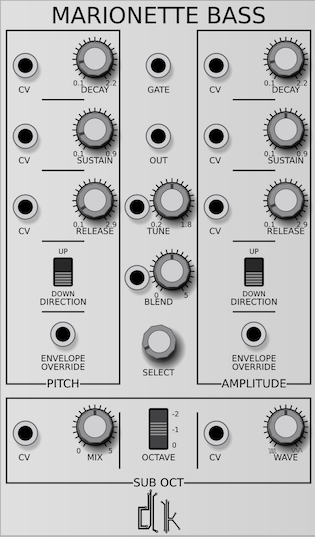 MARIONETTE BASS
0.1 2.2 0.1 2.2
CV DECAY GATE CV DECAY
0.1 0.9 0.1 0.9
CV SUSTAIN OUT CV SUSTAIN
0.1 0.9 0.2 1.8 0.1 0.9
CV RELEASE TUNE CV RELEASE
UP UP
0 5
BLEND
DOWN DOWN
DIRECTION DIRECTION
ENVELOPE ENVELOPE
OVERRIDE SELECT OVERRIDE
PITCH AMPLITUDE
-2
-1
0 5 0
CV MIX OCTAVE CV WAVE
SUB OCT
dk